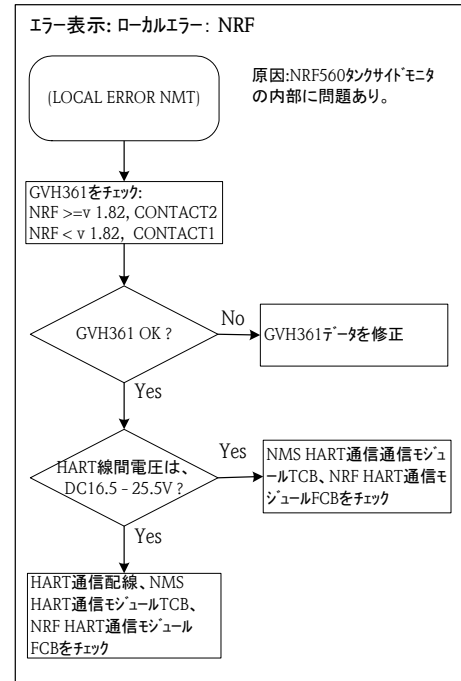 エラー表示: ローカルエラー: NRF
(LOCAL ERROR NMT)
原因:NRF560ﾀﾝｸｻｲﾄﾞﾓﾆﾀ
の内部に問題あり。
GVH361をﾁｪｯｸ:
NRF >=v 1.82, CONTACT2
NRF < v 1.82, CONTACT1
GVH361 OK ?
No
GVH361ﾃﾞｰﾀを修正
Yes
HART線間電圧は、
DC16.5 - 25.5V ?
Yes
NMS HART通信通信ﾓｼﾞｭ
ｰﾙTCB、NRF HART通信ﾓ
ｼﾞｭｰﾙFCBをﾁｪｯｸ
Yes
HART通信配線、NMS
HART通信ﾓｼﾞｭｰﾙTCB、
NRF HART通信ﾓｼﾞｭｰﾙ
FCBをﾁｪｯｸ